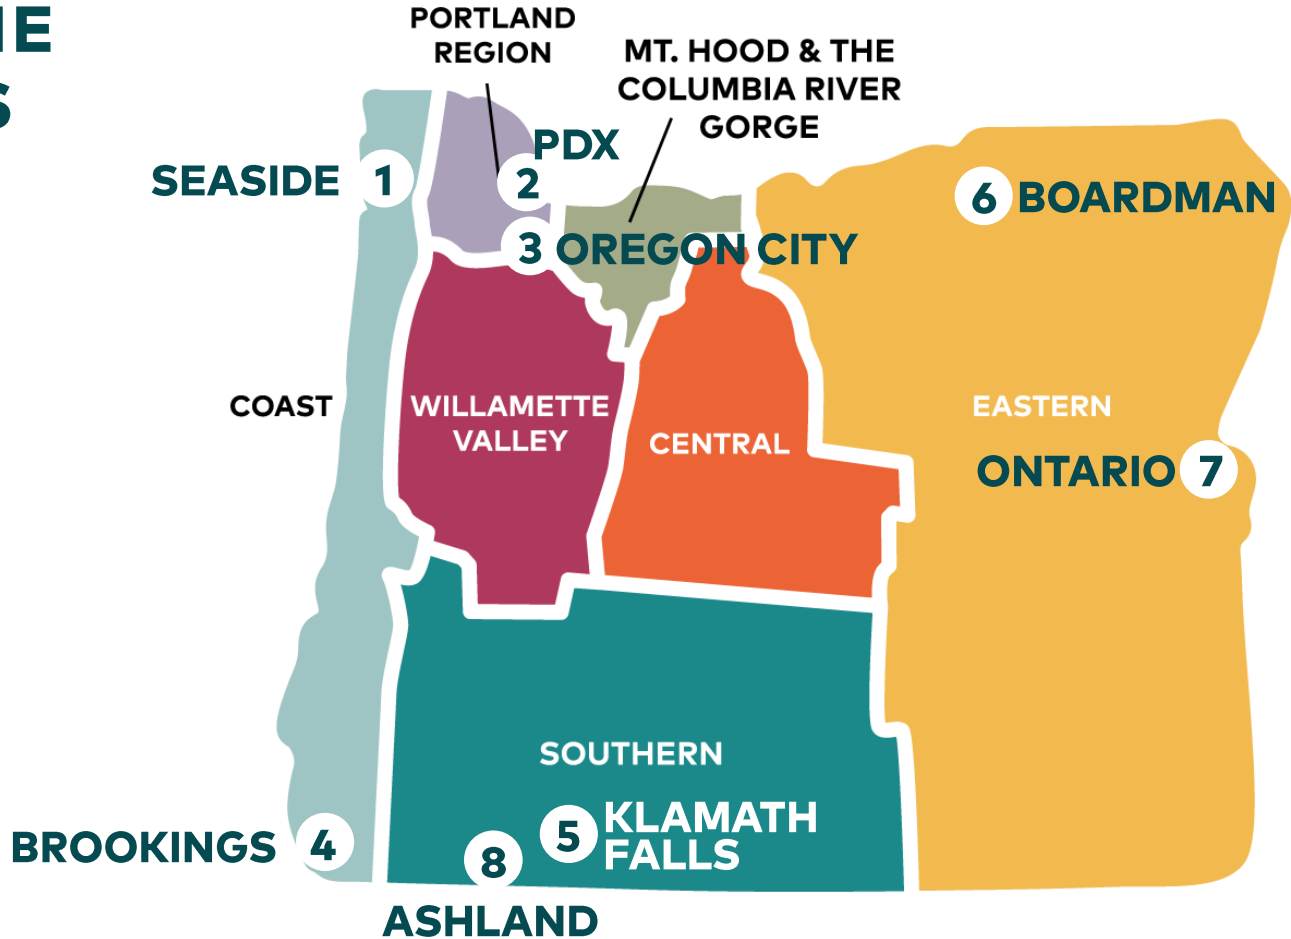 PORTLAND
REGION
MT. HOOD & THE
COLUMBIA RIVER
GORGE
PDX
2
SEASIDE 1
6 BOARDMAN
3 OREGON CITY
COAST
WILLAMETTE
VALLEY
CENTRAL
EASTERN
ONTARIO 7
SOUTHERN
5 KLAMATH
FALLS
BROOKINGS 4
8
ASHLAND